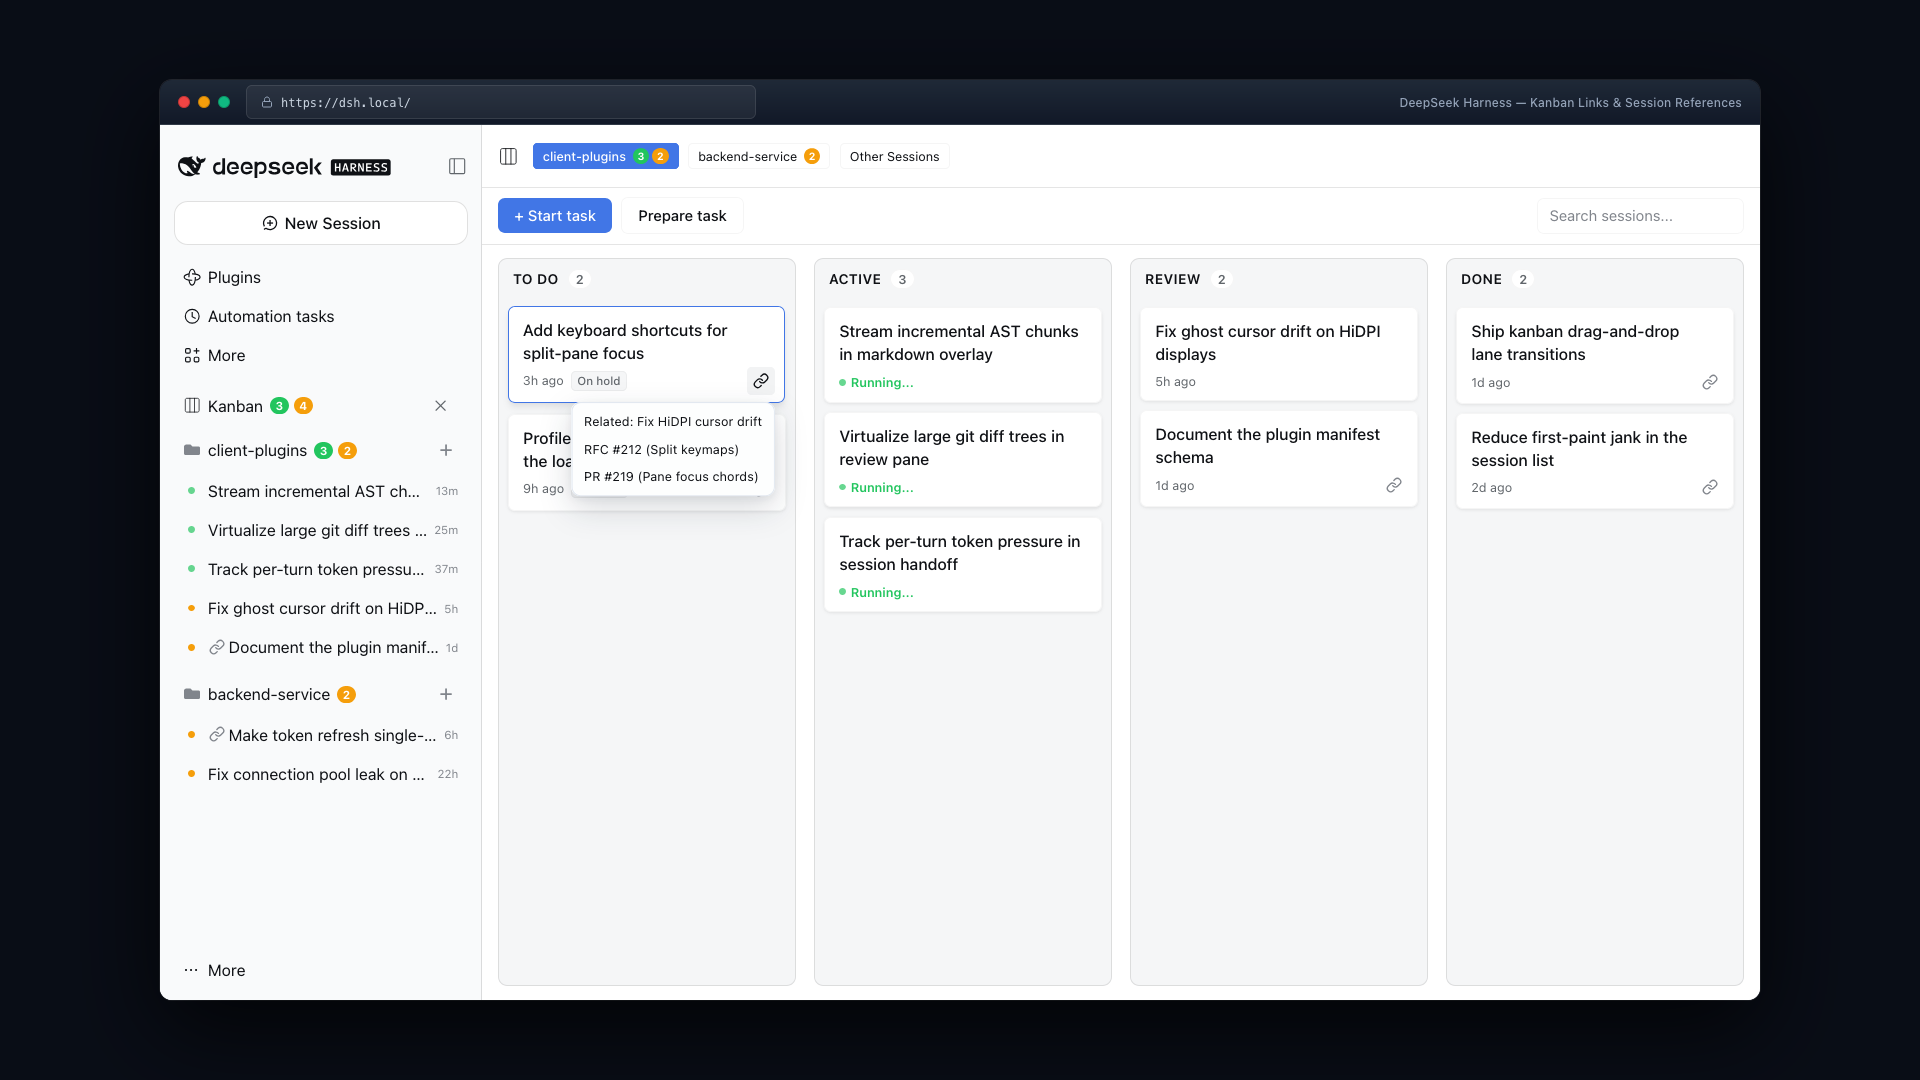 https://dsh.local/
DeepSeek Harness — Kanban Links & Session References
deepseek HARNESS
New Session
Plugins
Automation tasks
More
Kanban 3 4
client-plugins 3 2
Stream incremental AST ch... 13m
Virtualize large git diff trees ... 25m
Track per-turn token pressu... 37m
Fix ghost cursor drift on HiDP... 5h
Document the plugin manif... 1d
backend-service 2
Make token refresh single-... 6h
Fix connection pool leak on ... 22h
More
client-plugins 3 2
backend-service 2
Other Sessions
+ Start task
Prepare task
Search sessions...
TO DO 2
Add keyboard shortcuts for
split-pane focus
3h ago On hold
Related: Fix HiDPI cursor drift
RFC #212 (Split keymaps)
PR #219 (Pane focus chords)
Profile
the
9h ago
ACTIVE 3
Stream incremental AST chunks
in markdown overlay
Running...
Virtualize large git diff trees in
review pane
Running...
Track per-turn token pressure in
session handoff
Running...
REVIEW 2
Fix ghost cursor drift on HiDPI
displays
5h ago
Document the plugin manifest
schema
1d ago
DONE 2
Ship kanban drag-and-drop
lane transitions
1d ago
Reduce first-paint jank in the
session list
2d ago